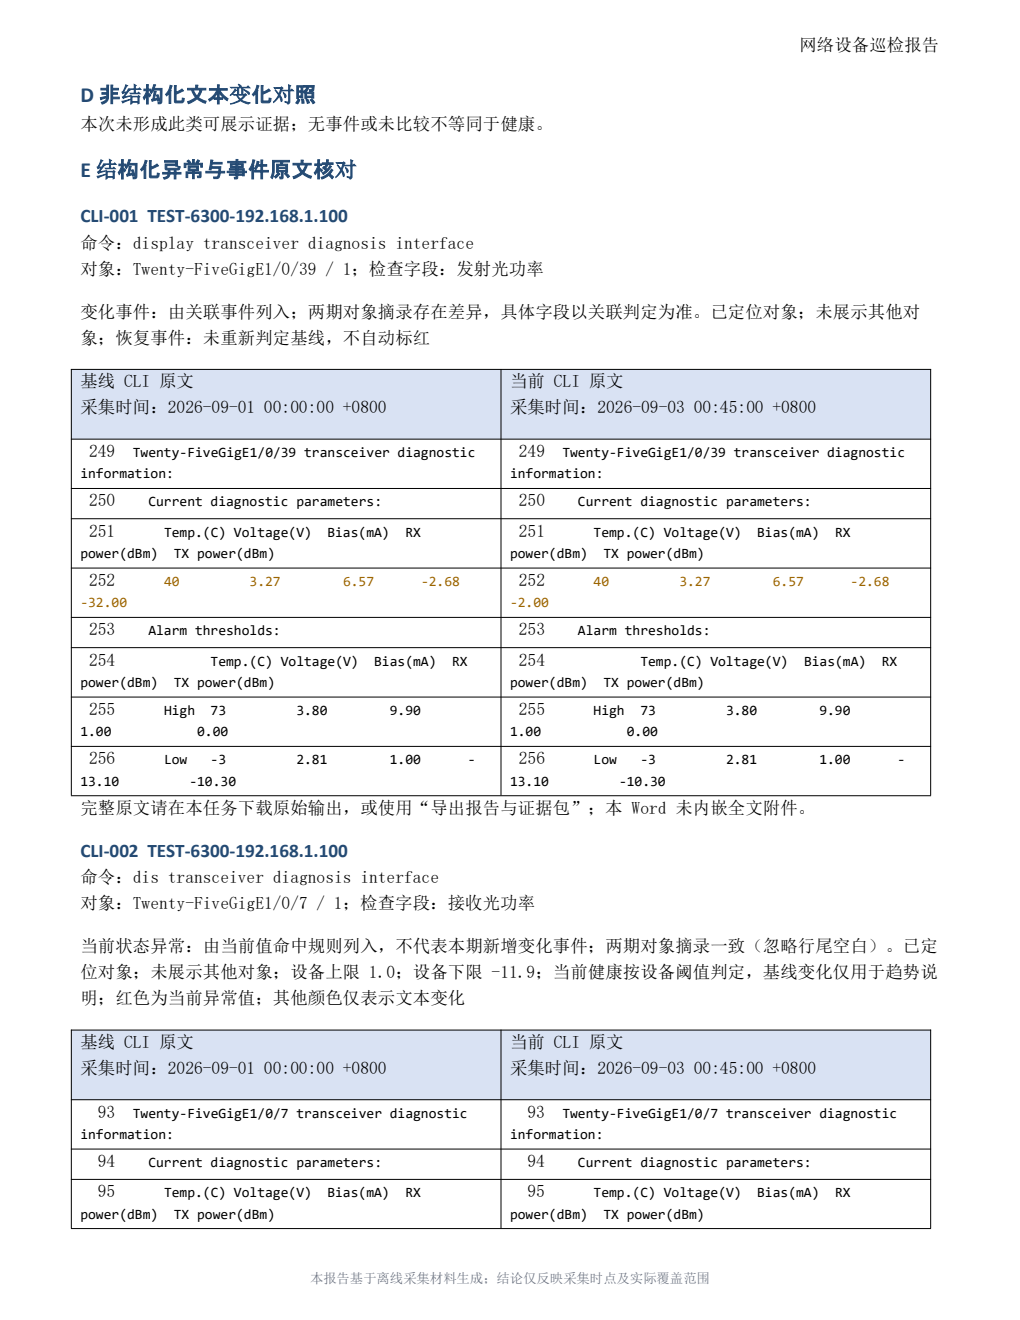 网络设备巡检报告
D 非结构化文本变化对照
本次未形成此类可展示证据；无事件或未比较不等同于健康。
E 结构化异常与事件原文核对
CLI-001 TEST-6300-192.168.1.100
命令：display transceiver diagnosis interface
对象：Twenty-FiveGigE1/0/39 / 1；检查字段：发射光功率
变化事件：由关联事件列入；两期对象摘录存在差异，具体字段以关联判定为准。已定位对象；未展示其他对
象；恢复事件：未重新判定基线，不自动标红
基线 CLI 原文
采集时间：2026-09-01 00:00:00 +0800
当前 CLI 原文
采集时间：2026-09-03 00:45:00 +0800
249 Twenty-FiveGigE1/0/39 transceiver diagnostic
information:
249 Twenty-FiveGigE1/0/39 transceiver diagnostic
information:
250 Current diagnostic parameters:
250 Current diagnostic parameters:
251 Temp.(C) Voltage(V) Bias(mA) RX
power(dBm) TX power(dBm)
251 Temp.(C) Voltage(V) Bias(mA) RX
power(dBm) TX power(dBm)
252 40 3.27 6.57 -2.68
-32.00
252 40 3.27 6.57 -2.68
-2.00
253 Alarm thresholds:
253 Alarm thresholds:
254 Temp.(C) Voltage(V) Bias(mA) RX
power(dBm) TX power(dBm)
254 Temp.(C) Voltage(V) Bias(mA) RX
power(dBm) TX power(dBm)
255 High 73 3.80 9.90
1.00 0.00
255 High 73 3.80 9.90
1.00 0.00
256 Low -3 2.81 1.00 -
13.10 -10.30
256 Low -3 2.81 1.00 -
13.10 -10.30
完整原文请在本任务下载原始输出，或使用“导出报告与证据包”；本 Word 未内嵌全文附件。
CLI-002 TEST-6300-192.168.1.100
命令：dis transceiver diagnosis interface
对象：Twenty-FiveGigE1/0/7 / 1；检查字段：接收光功率
当前状态异常：由当前值命中规则列入，不代表本期新增变化事件；两期对象摘录一致（忽略行尾空白）。已定
位对象；未展示其他对象；设备上限 1.0；设备下限 -11.9；当前健康按设备阈值判定，基线变化仅用于趋势说
明；红色为当前异常值；其他颜色仅表示文本变化
基线 CLI 原文
采集时间：2026-09-01 00:00:00 +0800
当前 CLI 原文
采集时间：2026-09-03 00:45:00 +0800
93 Twenty-FiveGigE1/0/7 transceiver diagnostic
information:
93 Twenty-FiveGigE1/0/7 transceiver diagnostic
information:
94 Current diagnostic parameters:
94 Current diagnostic parameters:
95 Temp.(C) Voltage(V) Bias(mA) RX
power(dBm) TX power(dBm)
95 Temp.(C) Voltage(V) Bias(mA) RX
power(dBm) TX power(dBm)
本报告基于离线采集材料生成；结论仅反映采集时点及实际覆盖范围